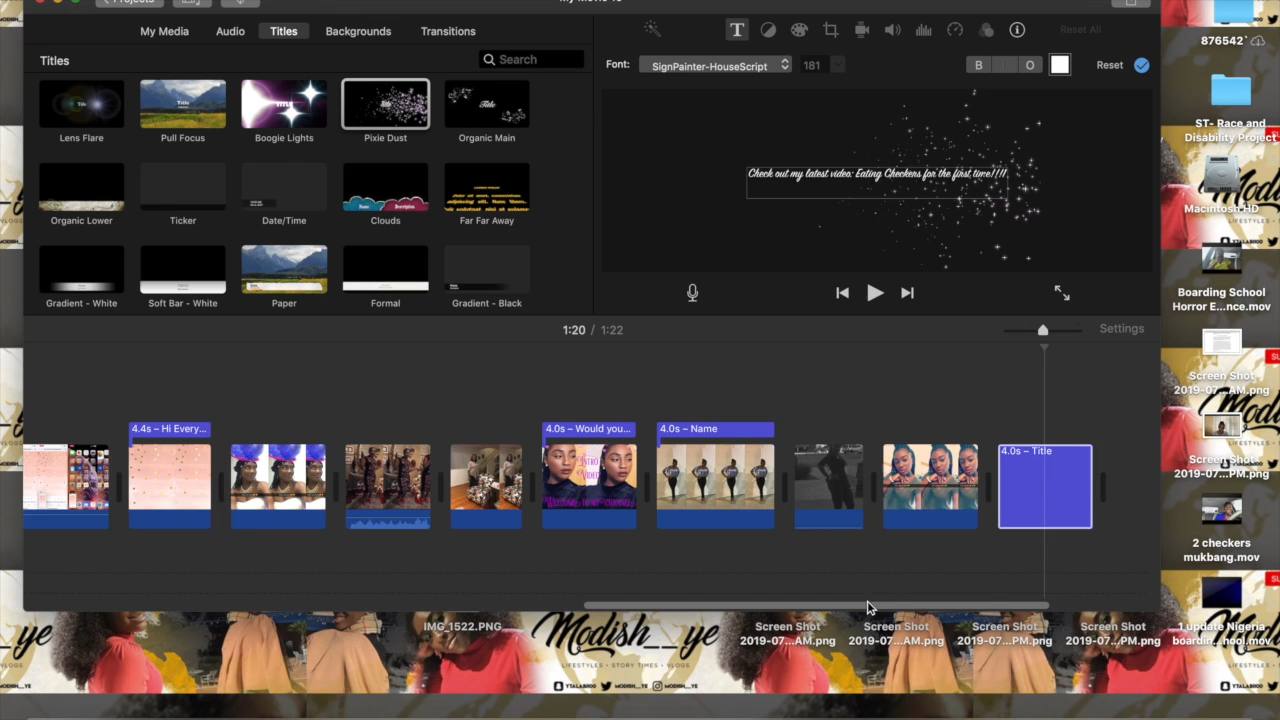 Projects
My Media
Audio
Titles
Backgrounds
Transitions
Reset All
Titles
Search
Font:
SignPainter-HouseScript
181
B
I
O
Reset
Lens Flare
Pull Focus
Boogie Lights
Pixie Dust
Organic Main
Organic Lower
Ticker
Date/Time
Clouds
Far Far Away
Gradient - White
Soft Bar - White
Paper
Formal
Gradient - Black
Check out my latest video: Eating Checkers for the first time!!!!
1:20 / 1:22
Settings
4.4s – Hi Every...
4.0s – Would you...
4.0s – Name
4.0s – Title
876542`
ST- Race and
Disability Project
Macintosh HD
Boarding School
Horror E...nce.mov
Screen Shot
2019-07...AM.png
Screen Shot
2019-07...PM.png
2 checkers
mukbang.mov
1 update Nigeria
boardin...nool.mov
IMG_1522.PNG
Screen Shot
2019-07...AM.png
Screen Shot
2019-07...AM.png
Screen Shot
2019-07...PM.png
Screen Shot
2019-07...PM.png
Modish__ye
LIFESTYLES • STORY TIMES • VLOGS
YTALABI100 MODISH__YE MODISH__YE